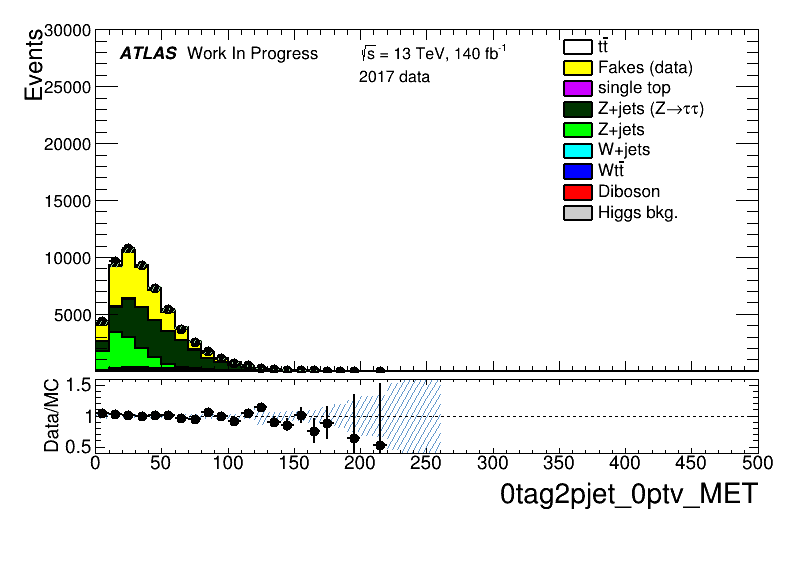 Events
30000
25000
20000
15000
10000
5000
ATLAS Work In Progress
√s = 13 TeV, 140 fb⁻¹
2017 data
tt̄
Fakes (data)
single top
Z+jets (Z→ττ)
Z+jets
W+jets
Wtt̄
Diboson
Higgs bkg.
Data/MC
1.5
1
0.5
0 50 100 150 200 250 300 350 400 450 500
0tag2pjet_0ptv_MET